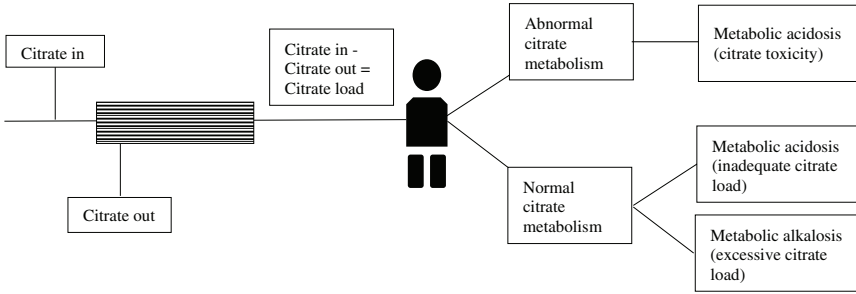 Citrate in
Citrate out
Citrate in -
Citrate out =
Citrate load
Abnormal
citrate
metabolism
Metabolic acidosis
(citrate toxicity)
Normal
citrate
metabolism
Metabolic acidosis
(inadequate citrate
load)
Metabolic alkalosis
(excessive citrate
load)